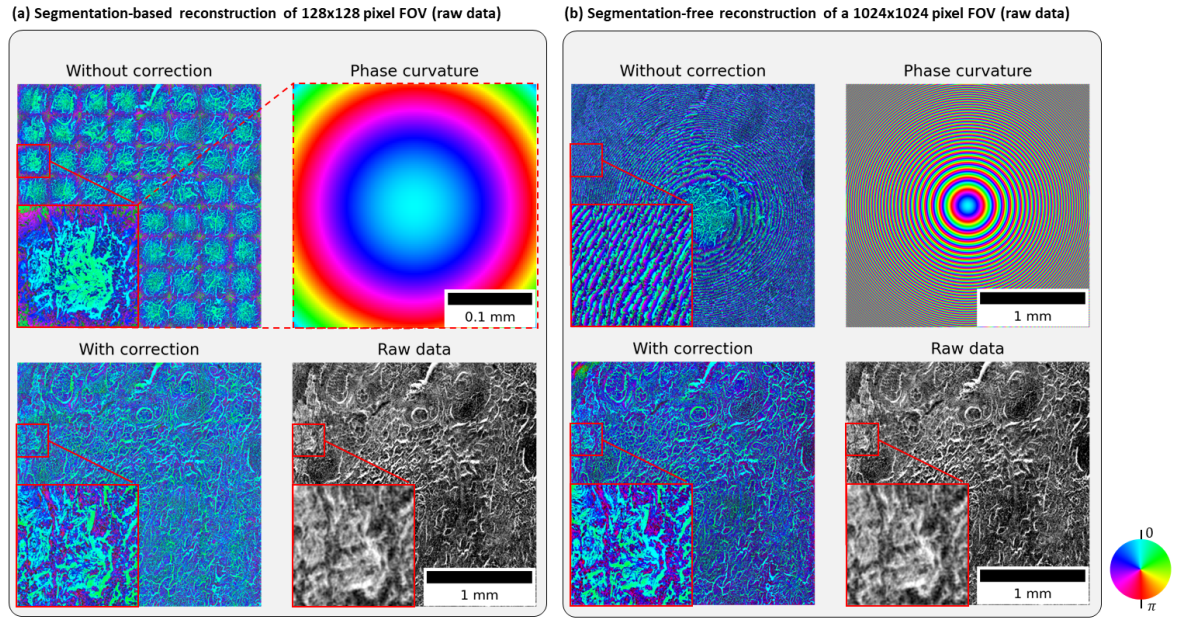 (a) Segmentation-based reconstruction of 128x128 pixel FOV (raw data)
Without correction
Phase curvature
0.1 mm
With correction
Raw data
1 mm
(b) Segmentation-free reconstruction of a 1024x1024 pixel FOV (raw data)
Without correction
Phase curvature
1 mm
With correction
Raw data
1 mm
0
π